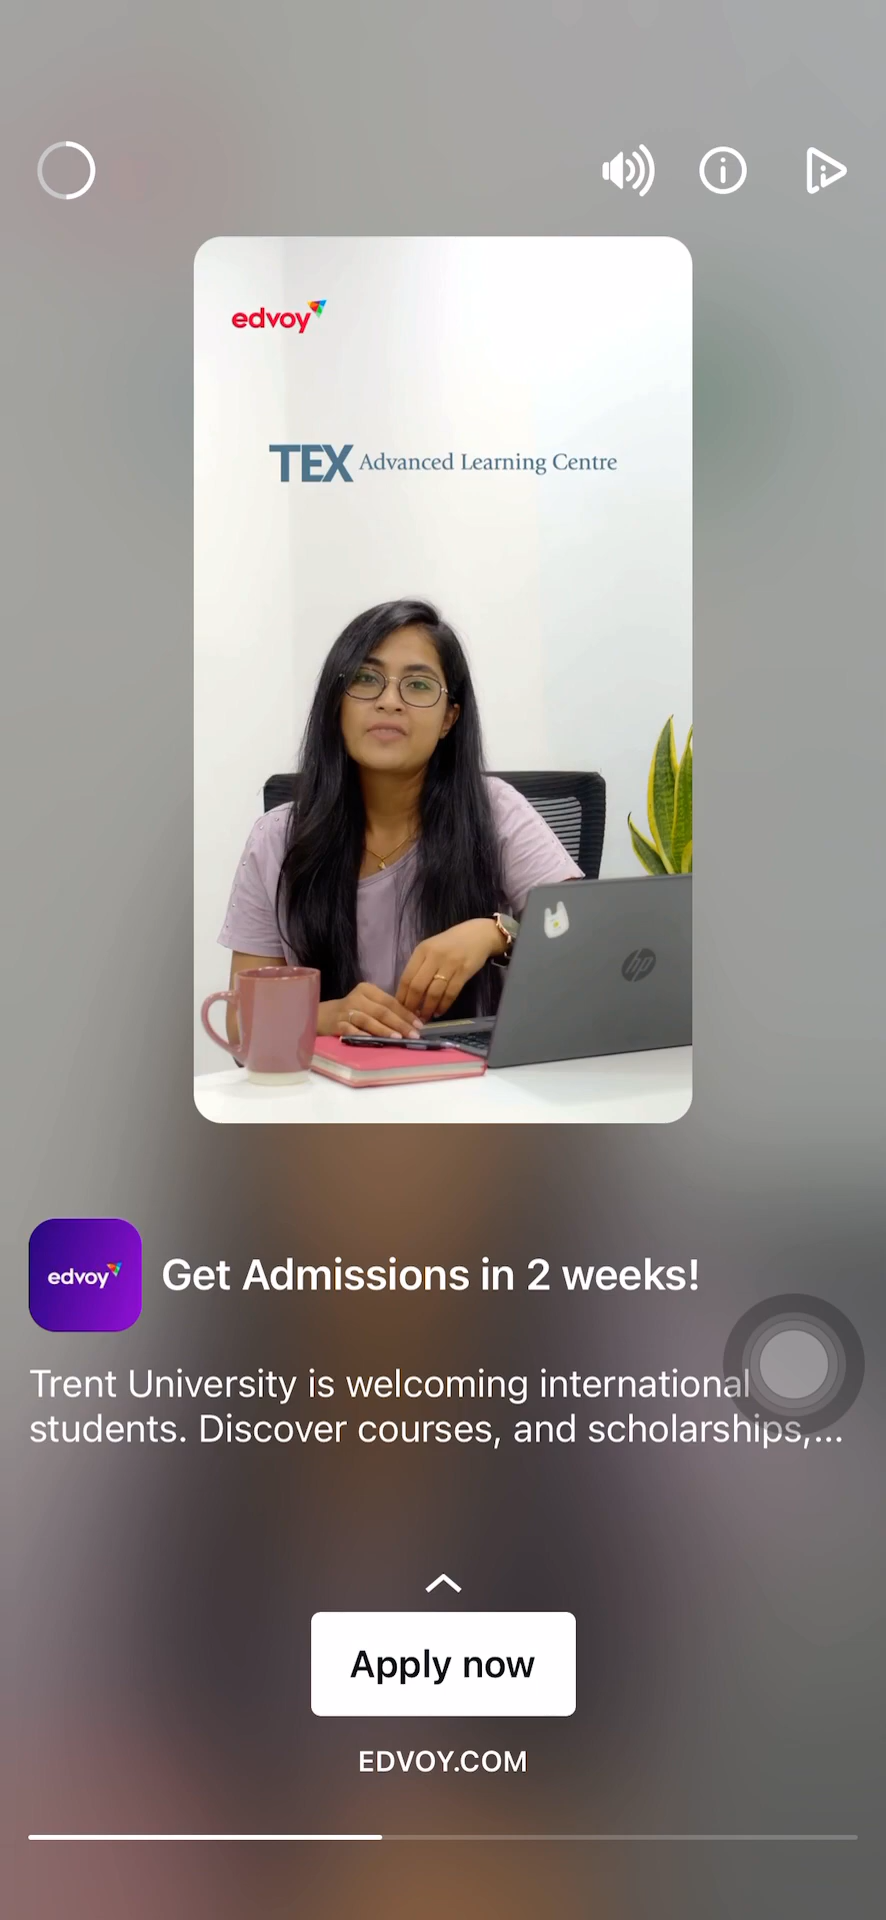 edvoy
TEX Advanced Learning Centre
hp
edvoy
Get Admissions in 2 weeks!
Trent University is welcoming international
students. Discover courses, and scholarships,...
Apply now
EDVOY.COM